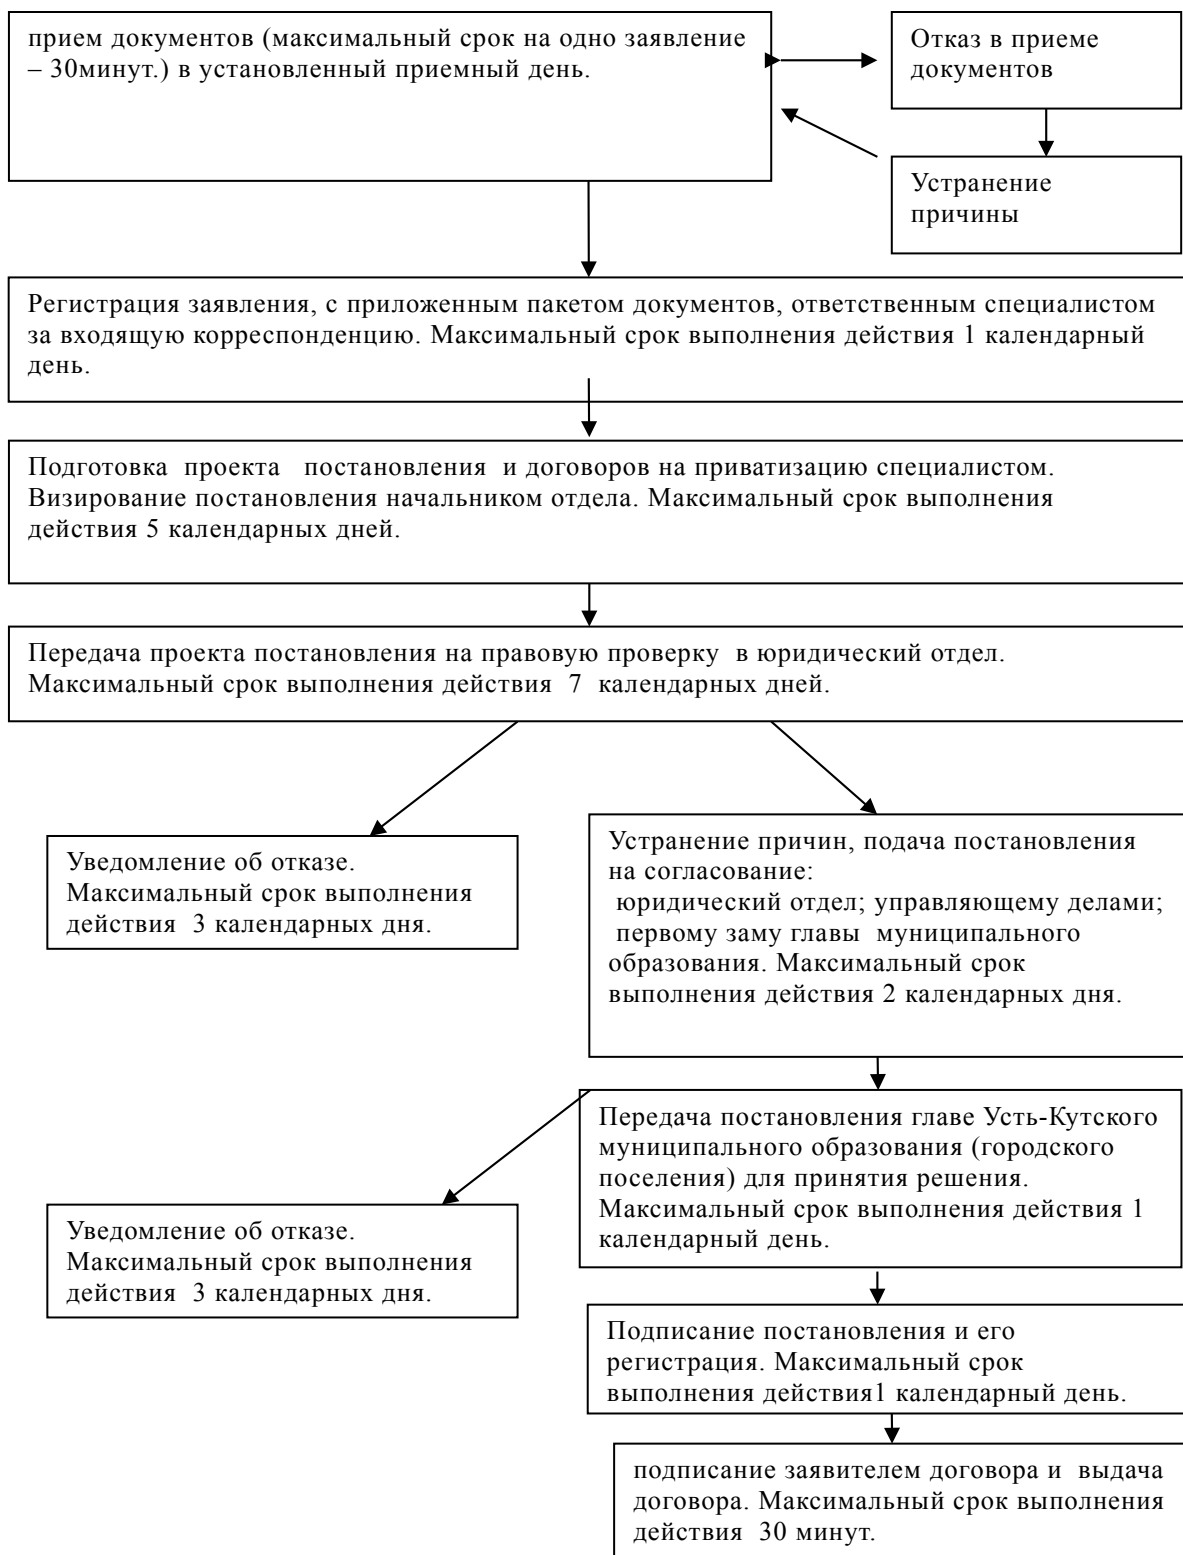 прием документов (максимальный срок на одно заявление
– 30минут.) в установленный приемный день.
Отказ в приеме
документов
Устранение
причины
Регистрация заявления, с приложенным пакетом документов, ответственным специалистом
за входящую корреспонденцию. Максимальный срок выполнения действия 1 календарный
день.
Подготовка проекта постановления и договоров на приватизацию специалистом.
Визирование постановления начальником отдела. Максимальный срок выполнения
действия 5 календарных дней.
Передача проекта постановления на правовую проверку в юридический отдел.
Максимальный срок выполнения действия 7 календарных дней.
Уведомление об отказе.
Максимальный срок выполнения
действия 3 календарных дня.
Устранение причин, подача постановления
на согласование:
юридический отдел; управляющему делами;
первому заму главы муниципального
образования. Максимальный срок
выполнения действия 2 календарных дня.
Передача постановления главе Усть-Кутского
муниципального образования (городского
поселения) для принятия решения.
Максимальный срок выполнения действия 1
календарный день.
Уведомление об отказе.
Максимальный срок выполнения
действия 3 календарных дня.
Подписание постановления и его
регистрация. Максимальный срок
выполнения действия1 календарный день.
подписание заявителем договора и выдача
договора. Максимальный срок выполнения
действия 30 минут.